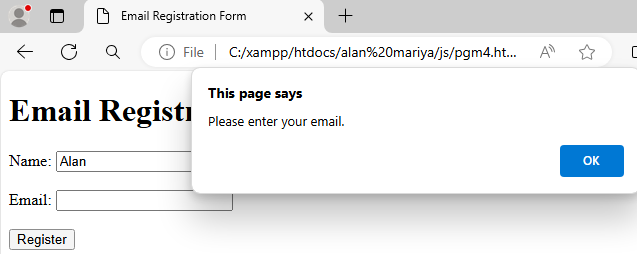 Email Registration Form
File
C:/xampp/htdocs/alan%20mariya/js/pgm4.ht...
This page says
Please enter your email.
OK
Email Regist
Name: Alan
Email:
Register